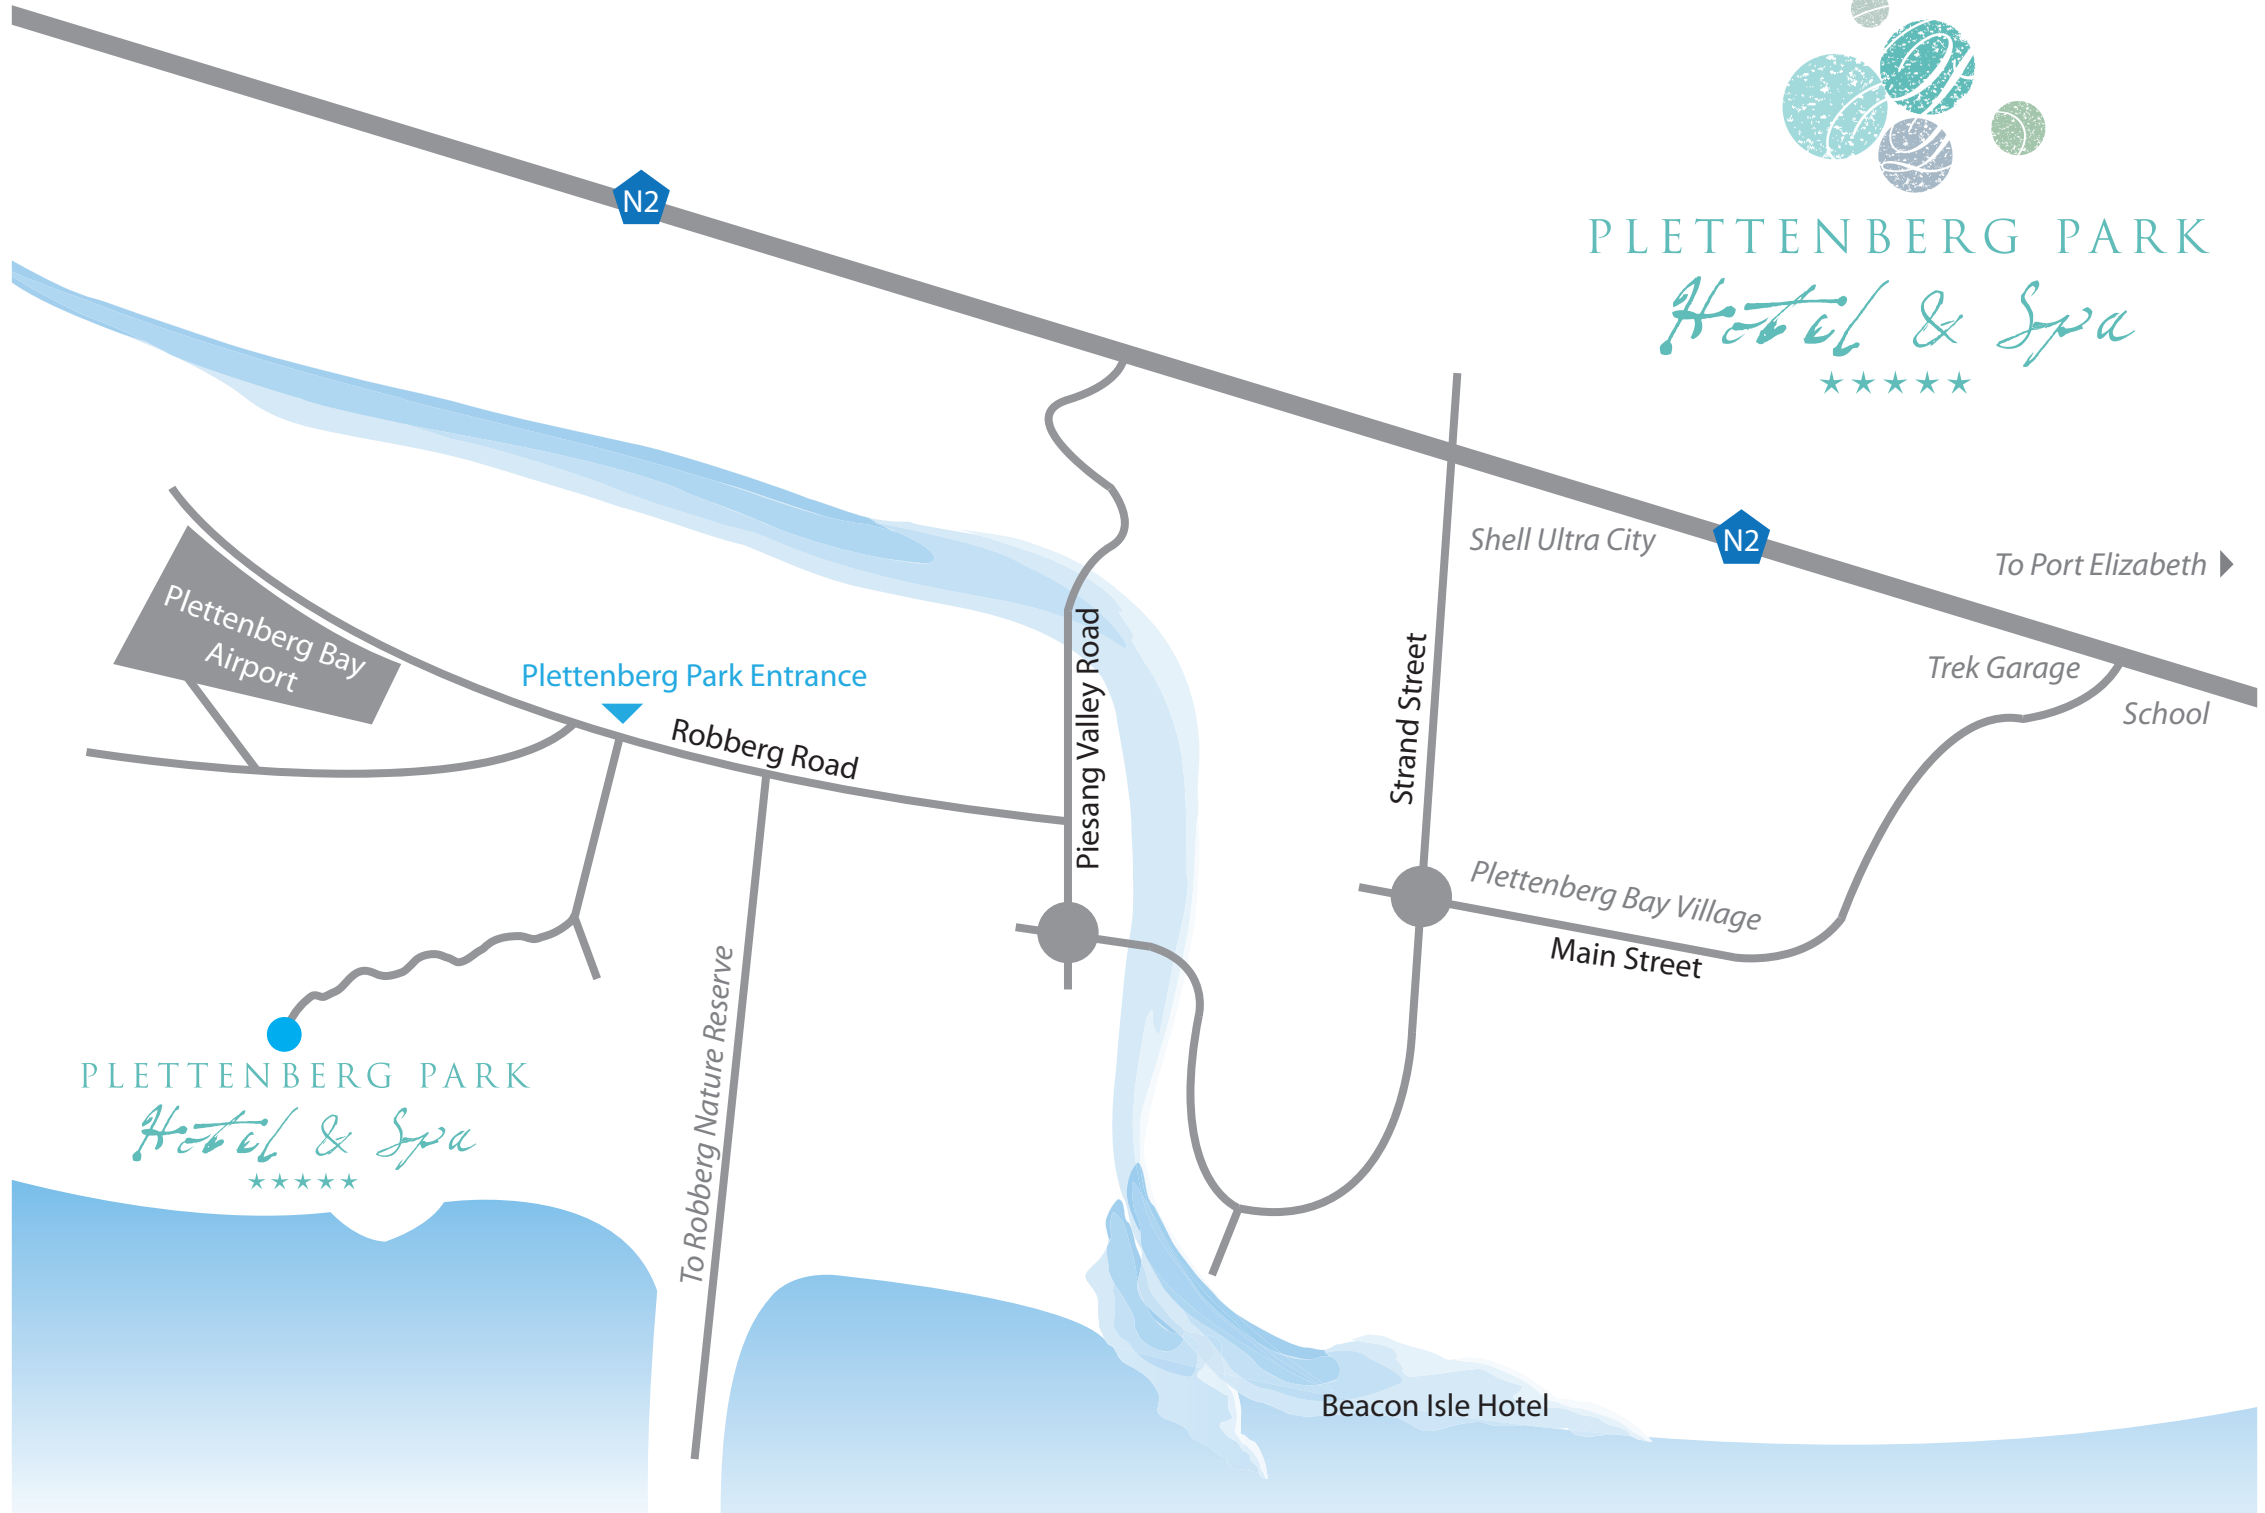 N2
PLETTENBERG PARK
Hotel & Spa
Shell Ultra City
N2
To Port Elizabeth
Plettenberg Bay
Airport
Plettenberg Park Entrance
Robberg Road
Piesang Valley Road
Strand Street
Trek Garage
School
Plettenberg Bay Village
Main Street
To Robberg Nature Reserve
PLETTENBERG PARK
Hotel & Spa
Beacon Isle Hotel